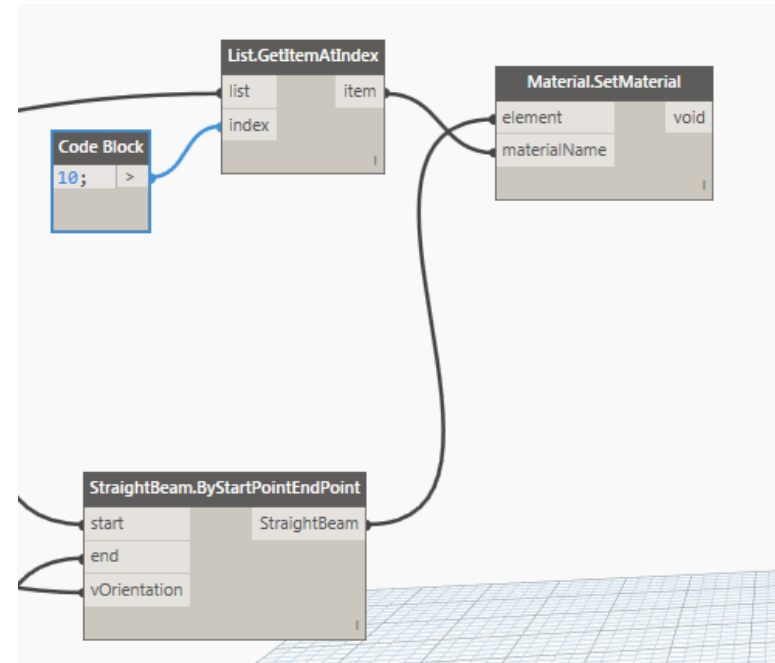 List.GetItemAtIndex
list item
index
Code Block
10; >
Material.SetMaterial
element void
materialName
StraightBeam.ByStartPointEndPoint
start StraightBeam
end
vOrientation